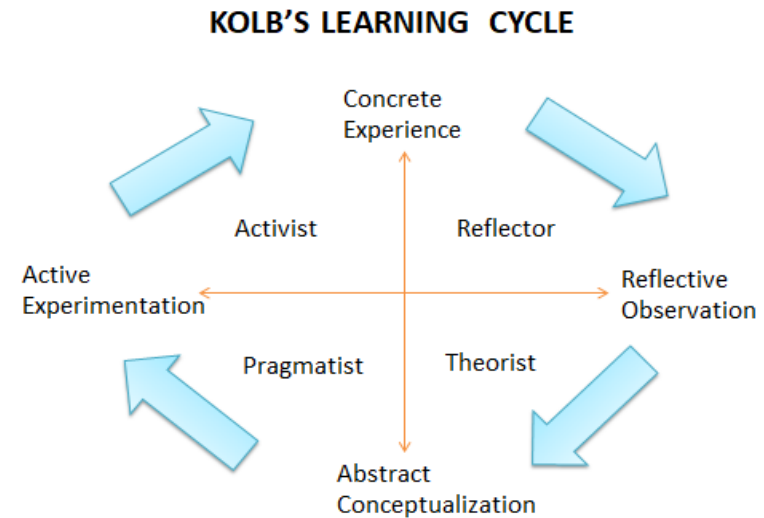 KOLB'S LEARNING CYCLE
Concrete
Experience
Activist
Reflector
Active
Experimentation
Reflective
Observation
Pragmatist
Theorist
Abstract
Conceptualization